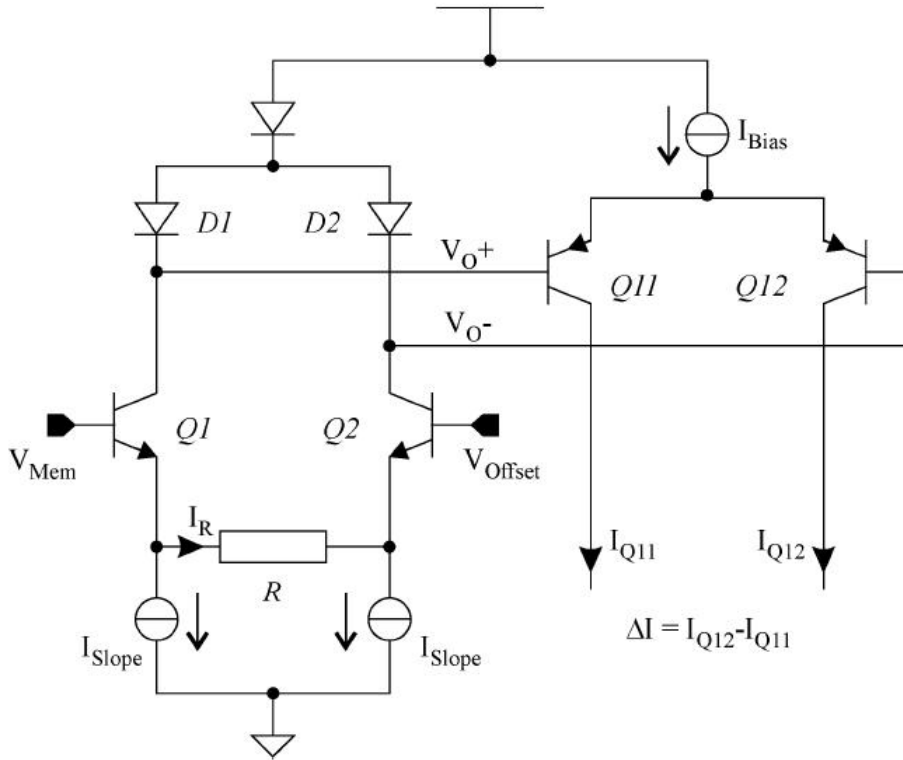 I_Bias
D1
D2
V_O+
Q11
Q12
V_O-
Q1
Q2
V_Mem
V_Offset
I_R
I_Q11
I_Q12
R
I_Slope
I_Slope
ΔI = I_Q12-I_Q11